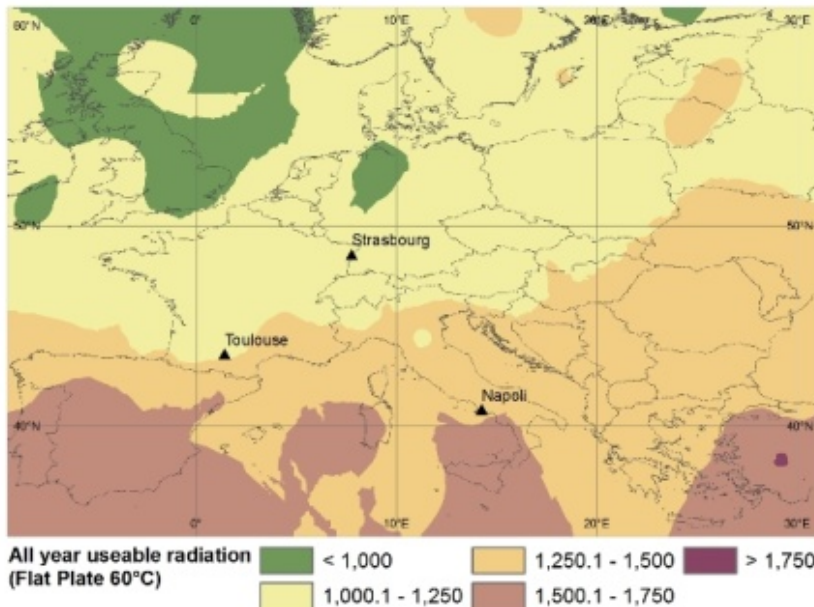 60°N 0° 10°E 20°E 30°E
50°N Strasbourg 50°N
Toulouse
Napoli
40°N 40°N
0° 10°E 20°E 30°E
All year useable radiation < 1,000 1,250.1 - 1,500 > 1,750
(Flat Plate 60°C) 1,000.1 - 1,250 1,500.1 - 1,750